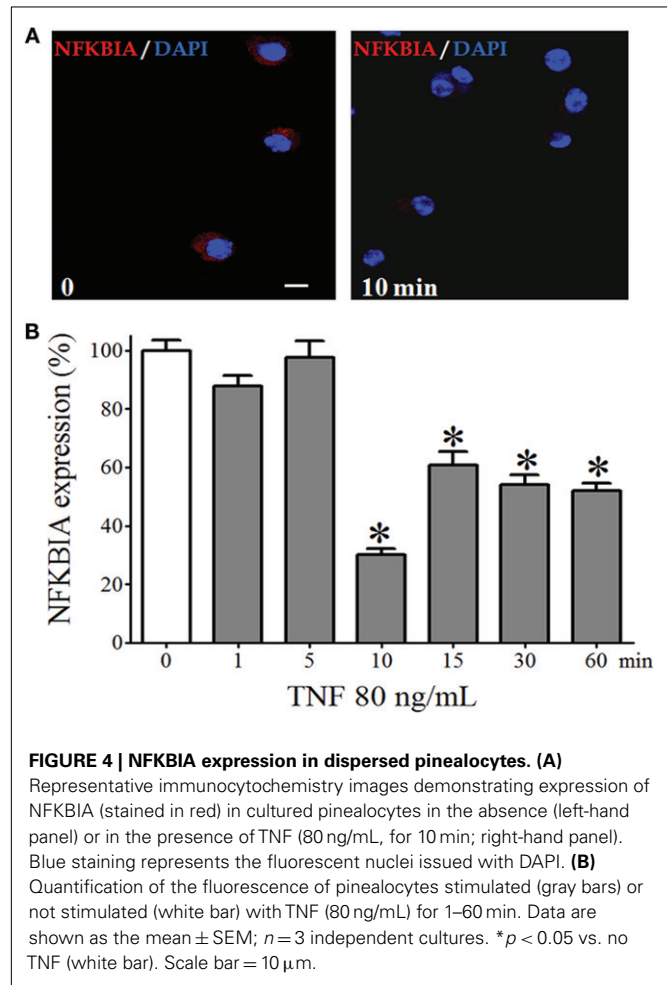 A
NFKBIA/DAPI
0
NFKBIA/DAPI
10 min
B
NFKBIA expression (%)
100
80
60
40
20
0
* * * *
0 1 5 10 15 30 60 min
TNF 80 ng/mL
FIGURE 4 | NFKBIA expression in dispersed pinealocytes. (A)
Representative immunocytochemistry images demonstrating expression of
NFKBIA (stained in red) in cultured pinealocytes in the absence (left-hand
panel) or in the presence of TNF (80 ng/mL, for 10 min; right-hand panel).
Blue staining represents the fluorescent nuclei issued with DAPI. (B)
Quantification of the fluorescence of pinealocytes stimulated (gray bars) or
not stimulated (white bar) with TNF (80 ng/mL) for 1–60 min. Data are
shown as the mean ± SEM; n = 3 independent cultures. *p < 0.05 vs. no
TNF (white bar). Scale bar = 10 μm.